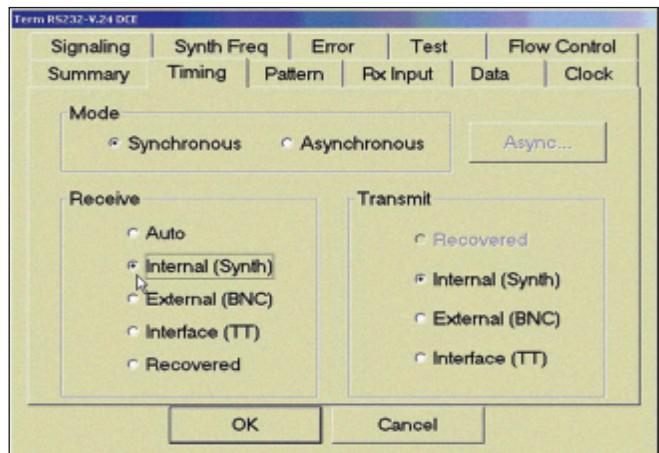 Term RS232-V.24 DCE
Signaling Synth Freq Error Test Flow Control
Summary Timing Pattern Rx Input Data Clock
Mode
Synchronous Asynchronous Async...
Receive
Auto
Internal (Synth)
External (BNC)
Interface (TT)
Recovered
Transmit
Recovered
Internal (Synth)
External (BNC)
Interface (TT)
OK Cancel